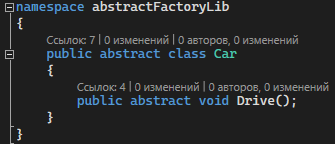 namespace abstractFactoryLib
{
Ссылок: 7 | 0 изменений | 0 авторов, 0 изменений
public abstract class Car
{
Ссылок: 4 | 0 изменений | 0 авторов, 0 изменений
public abstract void Drive();
}
}